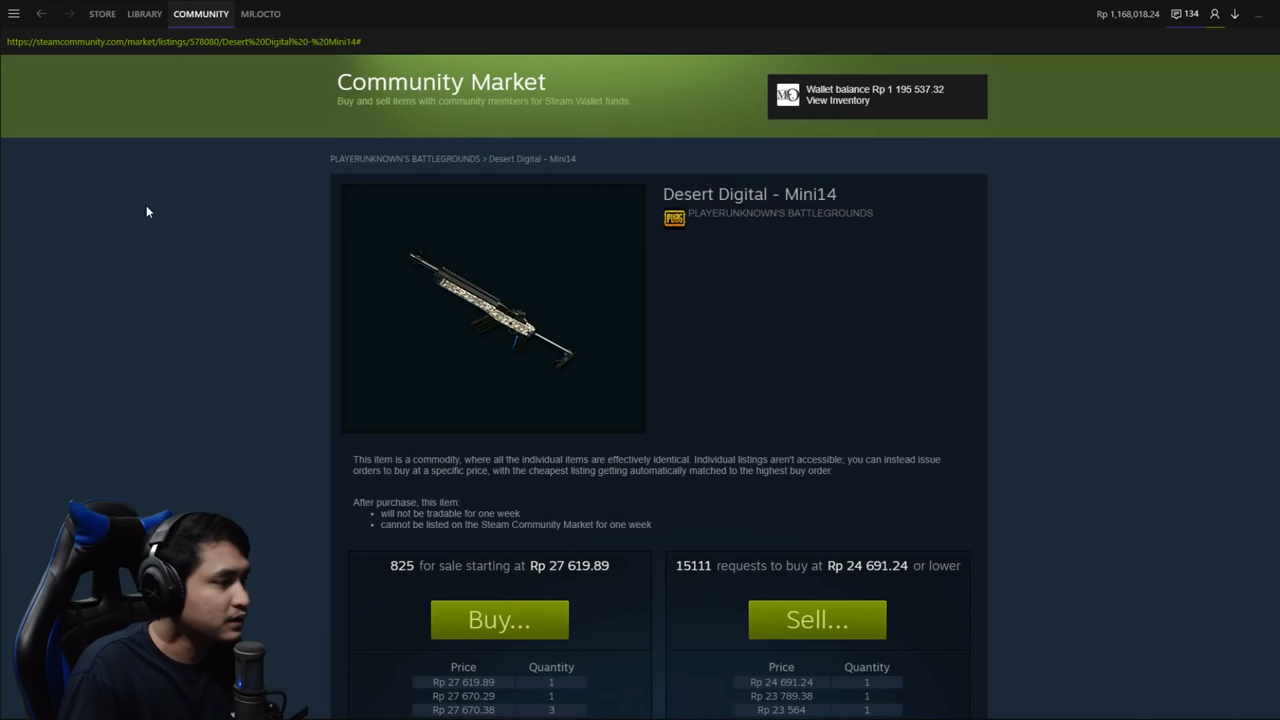 STORE LIBRARY COMMUNITY MR.OCTO Rp 1,168,018.24 134
https://steamcommunity.com/market/listings/578080/Desert%20Digital%20-%20Mini14#
Community Market
Buy and sell items with community members for Steam Wallet funds.
Wallet balance Rp 1 195 537.32
View Inventory
PLAYERUNKNOWN'S BATTLEGROUNDS > Desert Digital - Mini14
Desert Digital - Mini14
PUBG PLAYERUNKNOWN'S BATTLEGROUNDS
This item is a commodity, where all the individual items are effectively identical. Individual listings aren't accessible; you can instead issue
orders to buy at a specific price, with the cheapest listing getting automatically matched to the highest buy order.
After purchase, this item:
• will not be tradable for one week
• cannot be listed on the Steam Community Market for one week
825 for sale starting at Rp 27 619.89
Buy...
Price Quantity
Rp 27 619.89 1
Rp 27 670.29 1
Rp 27 670.38 3
15111 requests to buy at Rp 24 691.24 or lower
Sell...
Price Quantity
Rp 24 691.24 1
Rp 23 789.38 1
Rp 23 564 1